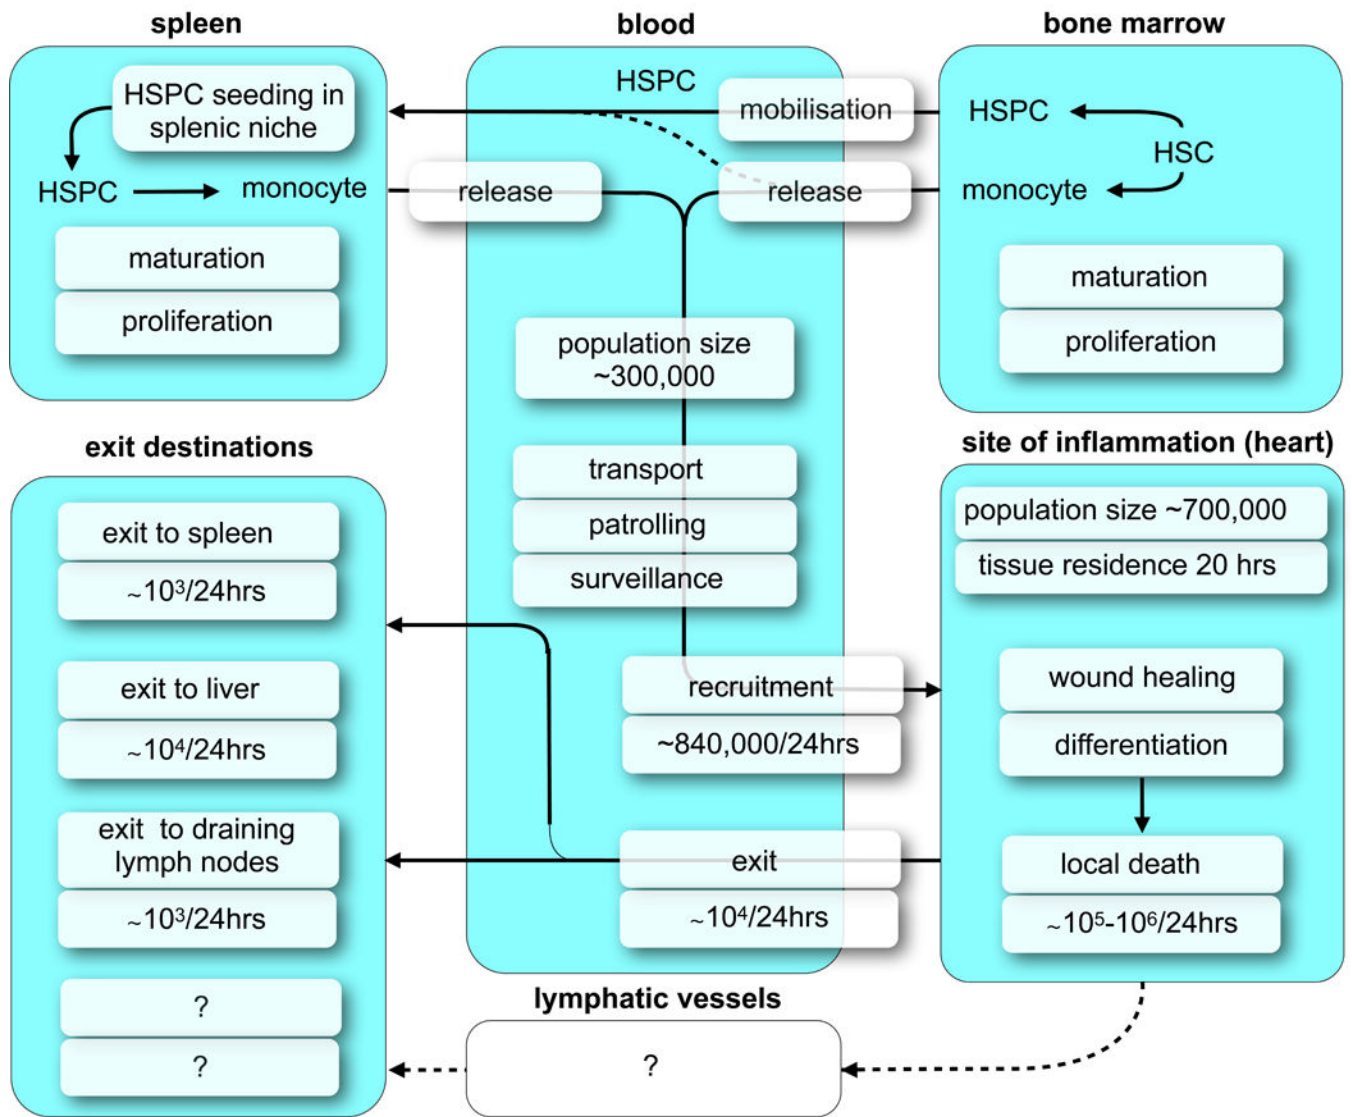 spleen
HSPC seeding in
splenic niche
HSPC
monocyte
maturation
proliferation
blood
HSPC
mobilisation
release
release
population size
~300,000
transport
patrolling
surveillance
recruitment
~840,000/24hrs
exit
~10⁴/24hrs
bone marrow
HSPC
HSC
monocyte
maturation
proliferation
exit destinations
exit to spleen
~10³/24hrs
exit to liver
~10⁴/24hrs
exit to draining
lymph nodes
~10³/24hrs
?
?
site of inflammation (heart)
population size ~700,000
tissue residence 20 hrs
wound healing
differentiation
local death
~10⁵-10⁶/24hrs
lymphatic vessels
?